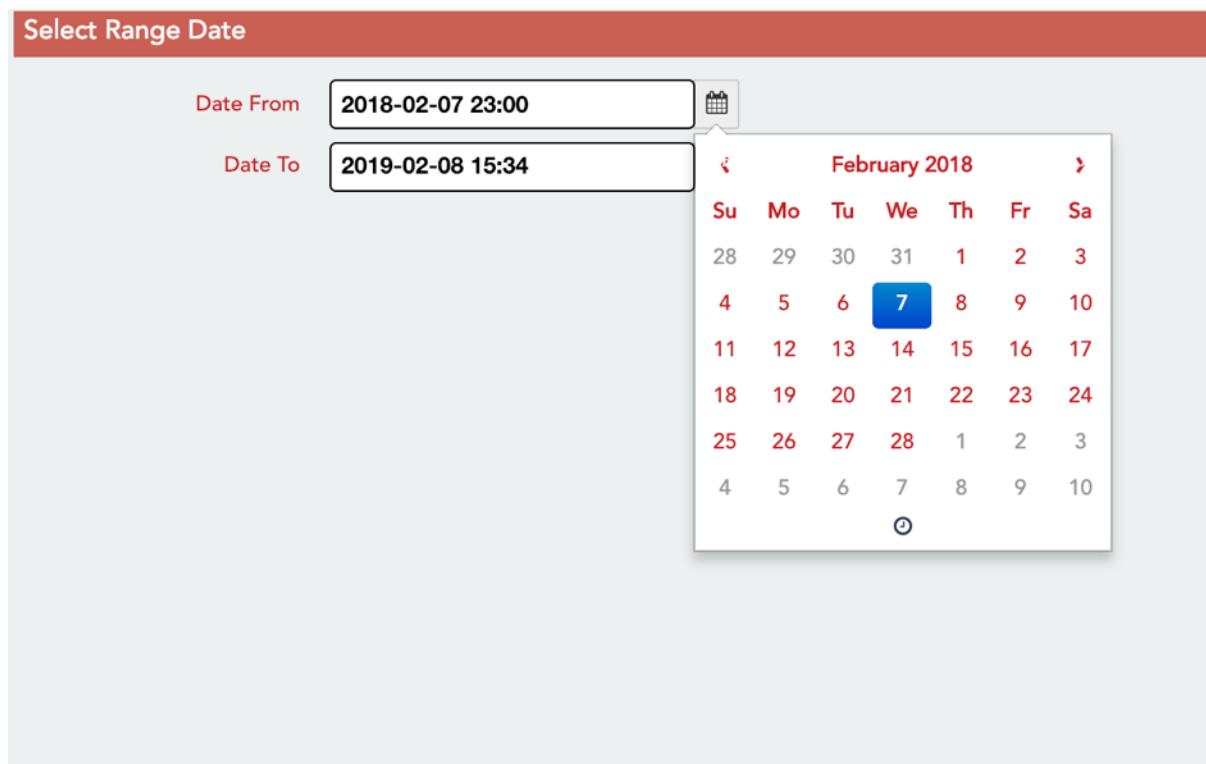 Select Range Date
Date From 2018-02-07 23:00
Date To 2019-02-08 15:34
February 2018
Su Mo Tu We Th Fr Sa
28 29 30 31 1 2 3
4 5 6 7 8 9 10
11 12 13 14 15 16 17
18 19 20 21 22 23 24
25 26 27 28 1 2 3
4 5 6 7 8 9 10